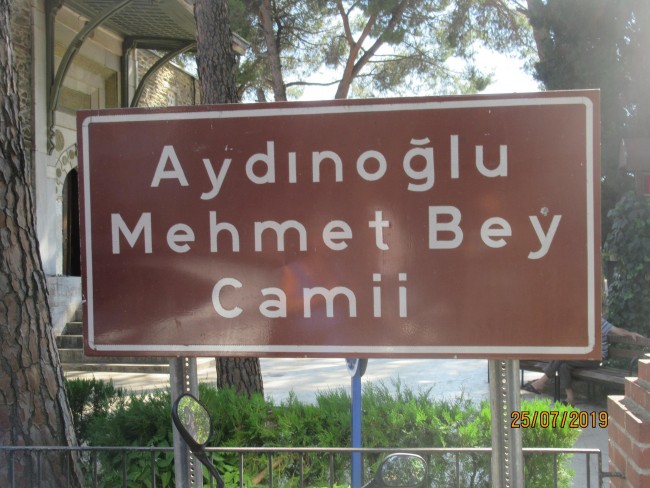 Aydınoğlu
Mehmet Bey
Camii
25/07/2019